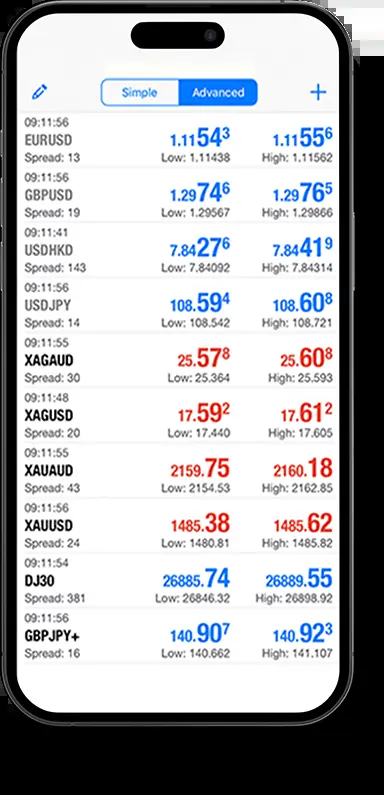 Simple Advanced
09:11:56
EURUSD 1.11543 1.11556
Spread: 13 Low: 1.11438 High: 1.11562
09:11:56
GBPUSD 1.29746 1.29765
Spread: 19 Low: 1.29567 High: 1.29866
09:11:41
USDHKD 7.84276 7.84419
Spread: 143 Low: 7.84092 High: 7.84314
09:11:56
USDJPY 108.594 108.608
Spread: 14 Low: 108.542 High: 108.721
09:11:55
XAGAUD 25.578 25.608
Spread: 30 Low: 25.364 High: 25.593
09:11:48
XAGUSD 17.592 17.612
Spread: 20 Low: 17.440 High: 17.605
09:11:55
XAUAUD 2159.75 2160.18
Spread: 43 Low: 2154.53 High: 2162.85
09:11:56
XAUUSD 1485.38 1485.62
Spread: 24 Low: 1480.81 High: 1485.82
09:11:54
DJ30 26885.74 26889.55
Spread: 381 Low: 26846.32 High: 26898.92
09:11:56
GBPJPY+ 140.907 140.923
Spread: 16 Low: 140.662 High: 141.107